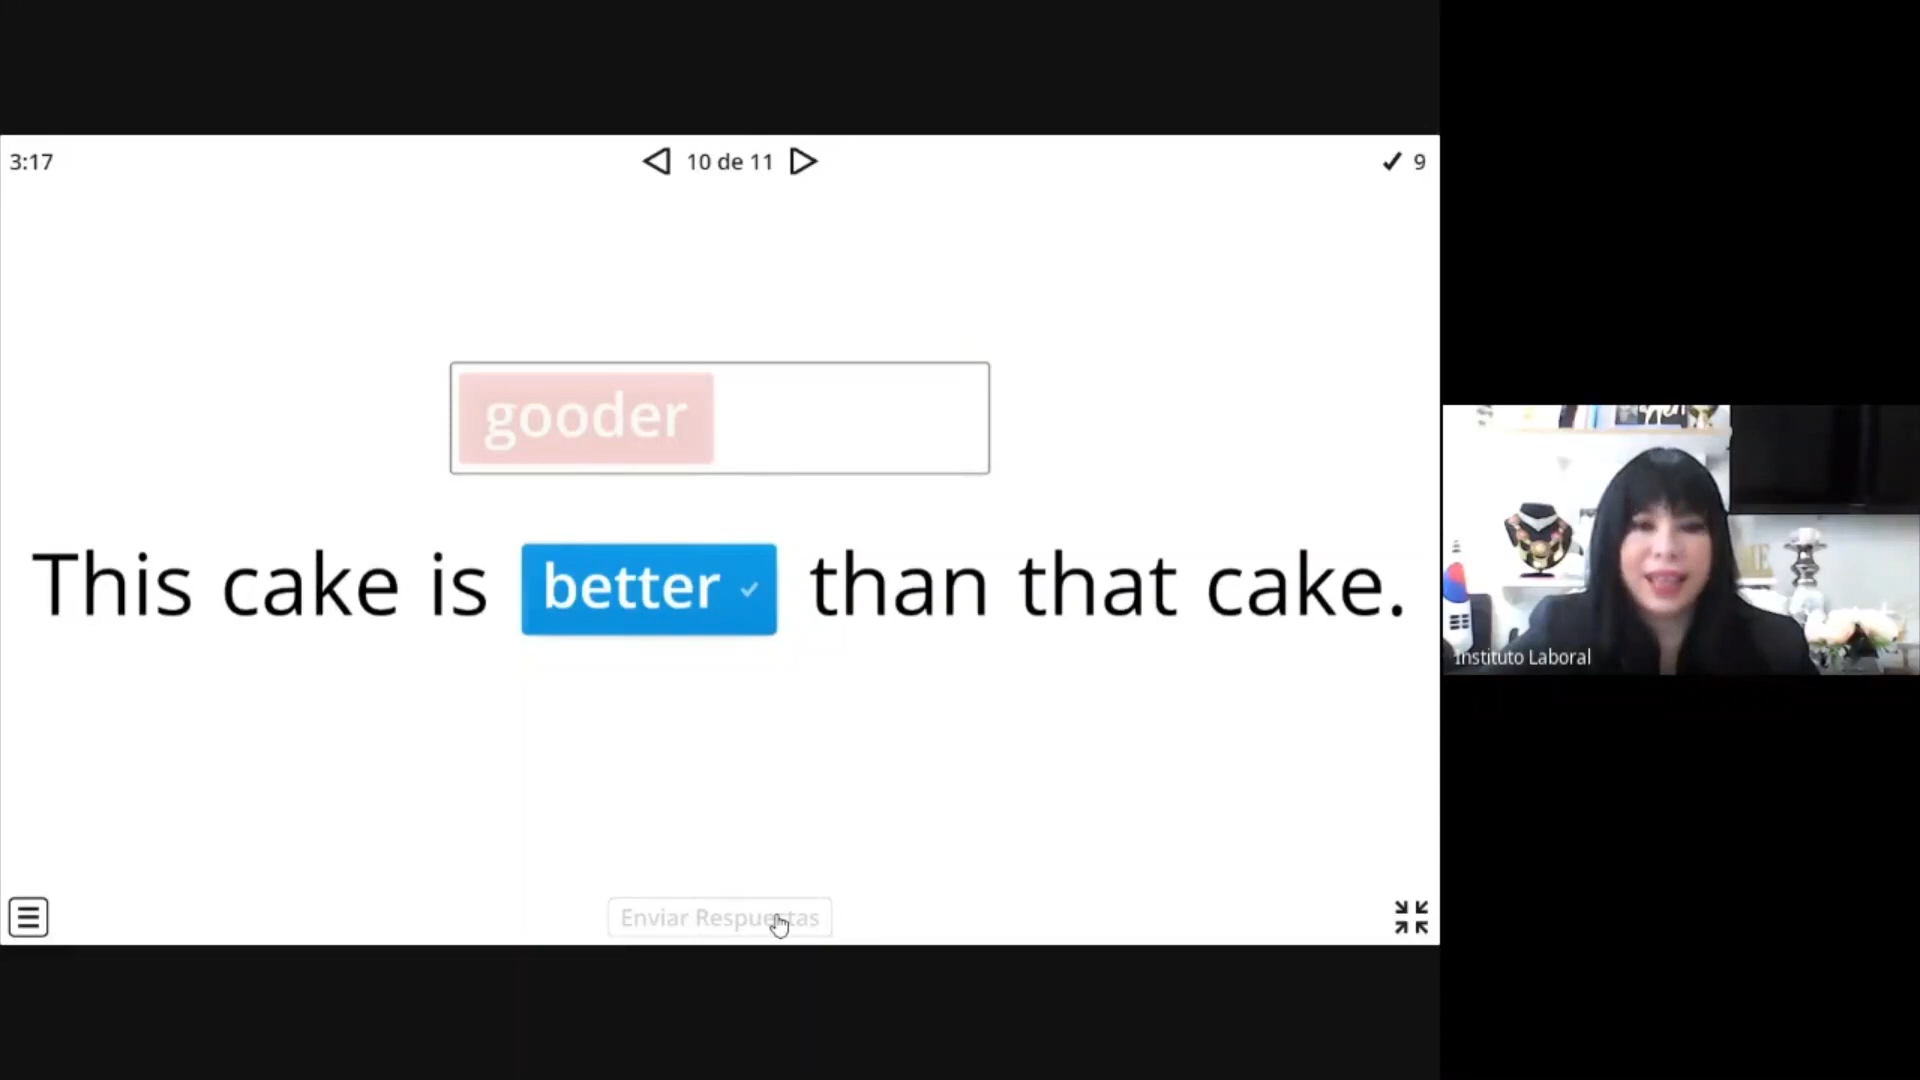 3:17
10 de 11
9
gooder
This cake is better than that cake.
Instituto Laboral
Enviar Respuestas